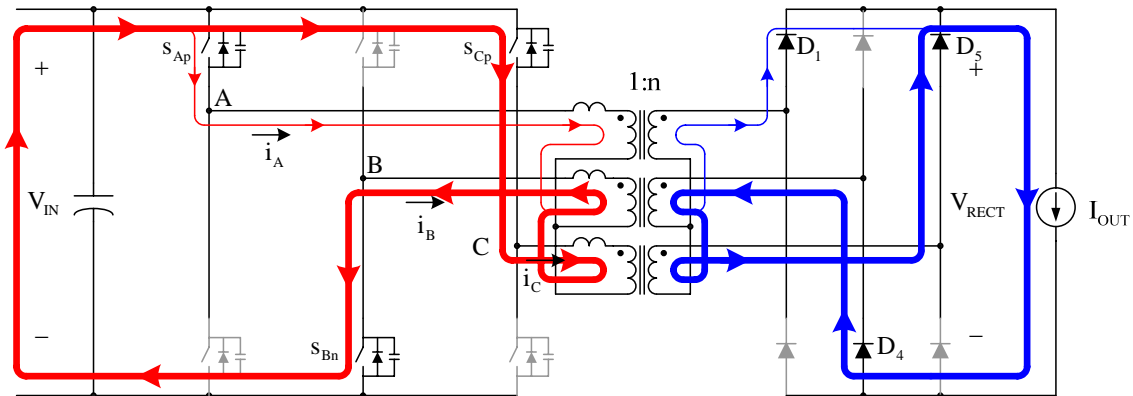 s_Ap
s_Cp
D_1
D_5
+
+
1:n
A
i_A
B
V_IN
i_B
V_RECT
I_OUT
C
i_C
−
s_Bn
D_4
−